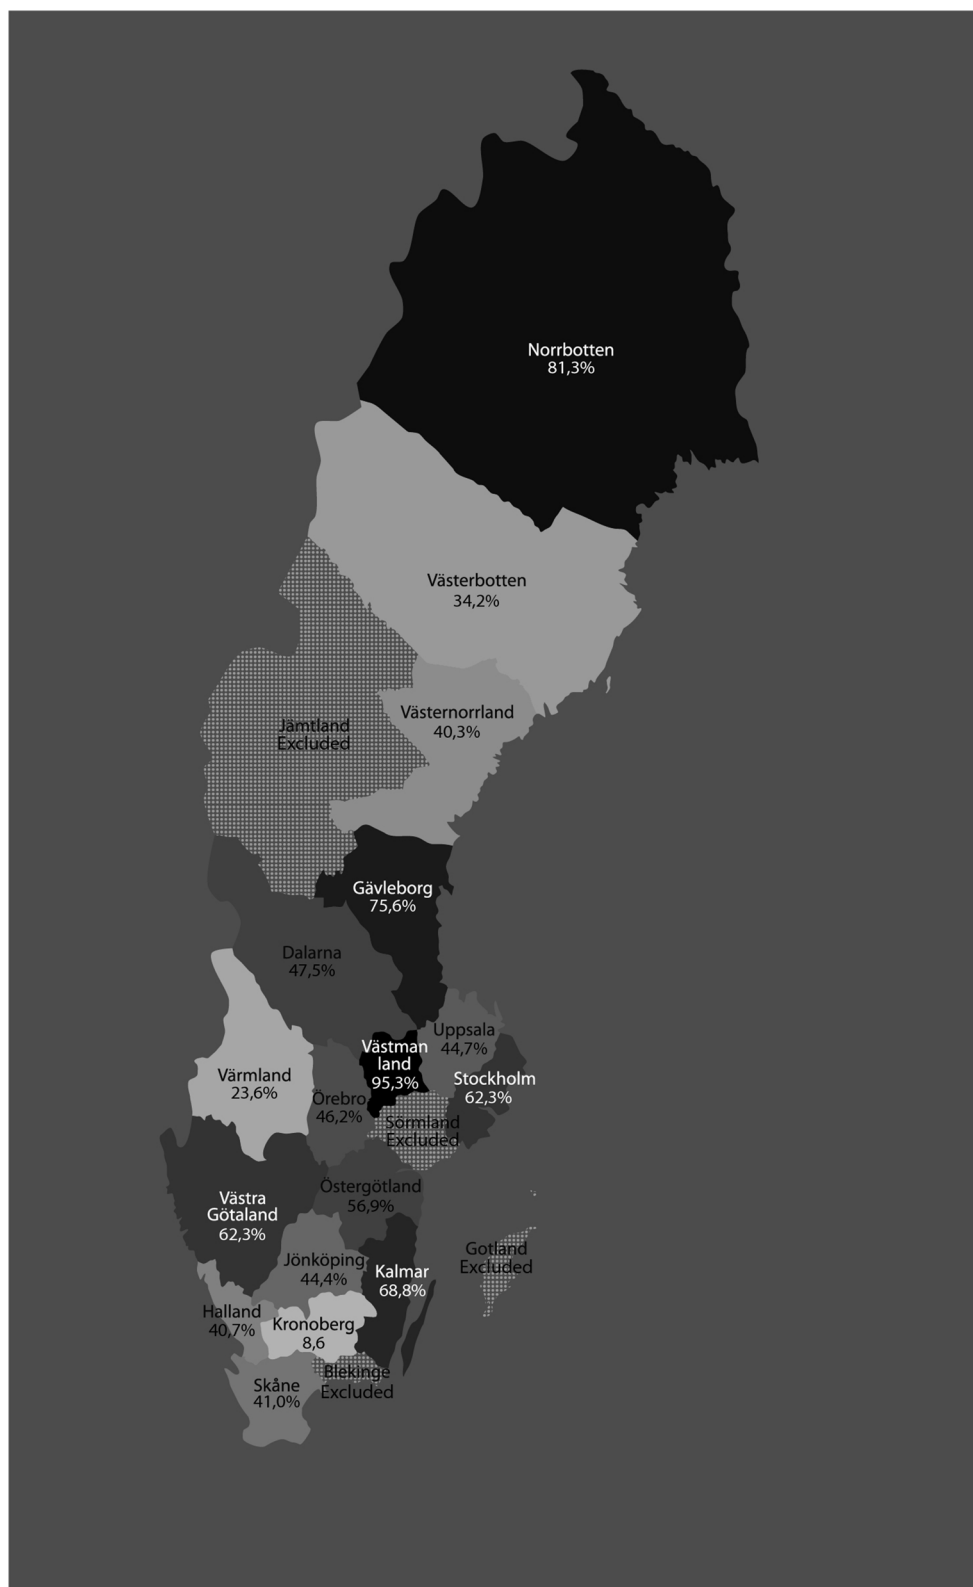 Norrbotten
81,3%
Västerbotten
34,2%
Västernorrland
40,3%
Jämtland
Excluded
Gävleborg
75,6%
Dalarna
47,5%
Uppsala
44,7%
Västman
land
95,3%
Stockholm
62,3%
Värmland
23,6%
Örebro
46,2%
Sörmland
Excluded
Östergötland
56,9%
Västra
Götaland
62,3%
Gotland
Excluded
Jönköping
44,4%
Kalmar
68,8%
Halland
40,7%
Kronoberg
8,6
Blekinge
Excluded
Skåne
41,0%